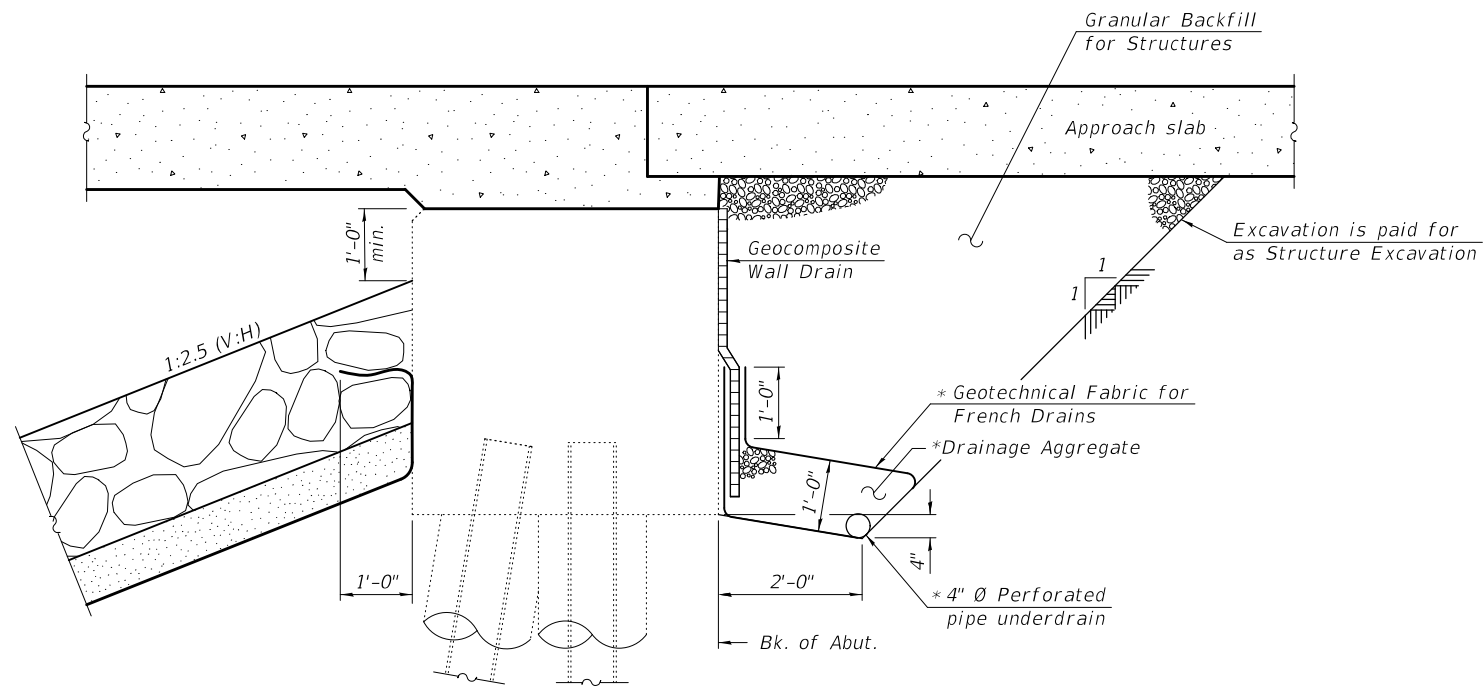 Granular Backfill
for Structures
Approach slab
1'-0"
min.
Geocomposite
Wall Drain
Excavation is paid for
as Structure Excavation
1
1
1:2.5 (V:H)
1'-0"
* Geotechnical Fabric for
French Drains
*Drainage Aggregate
1'-0"
4"
1'-0"
2'-0"
* 4" Ø Perforated
pipe underdrain
Bk. of Abut.